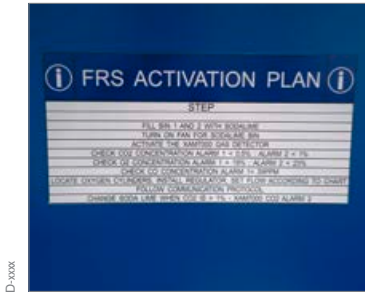 FRS ACTIVATION PLAN
STEP
FILL BIN 1 AND 2 WITH SODALIME
TURN ON FAN FOR SODALIME BIN
ACTIVATE THE XAM7000 GAS DETECTOR
CHECK CO2 CONCENTRATION ALARM 1 < 0.5% : ALARM 2 < 1%
CHECK O2 CONCENTRATION ALARM 1 < 19% : ALARM 2 < 23%
CHECK CO CONCENTRATION ALARM 1< PPM
LOCATE OXYGEN CYLINDERS, INSTALL REGULATOR, SET FLOW ACCORDING TO CHART
FOLLOW COMMUNICATION PROTOCOL
CHANGE SODA LIME WHEN CO2 IS > 1% - XAM7000 CO2 ALARM 2
D-xxxx